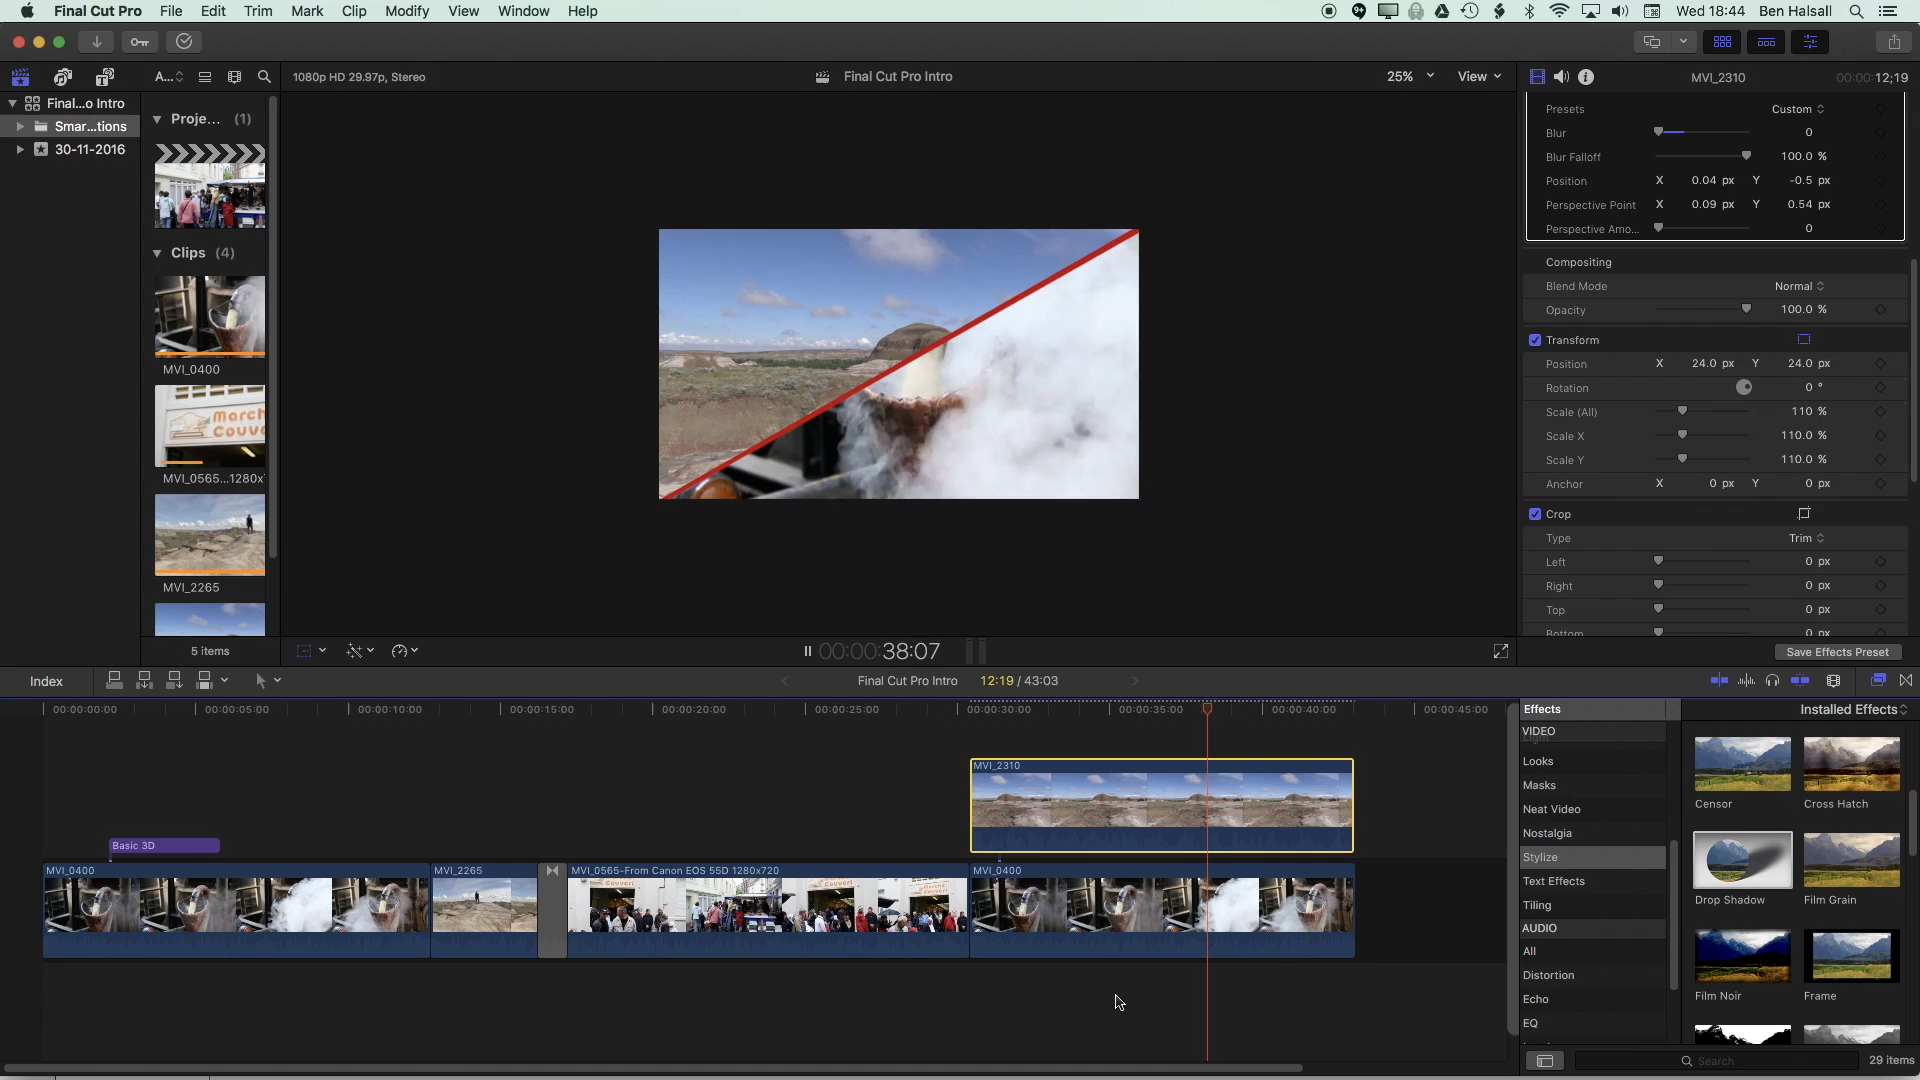 Final Cut Pro File Edit Trim Mark Clip Modify View Window Help 9+ Wed 18:44 Ben Halsall
A... 1080p HD 29.97p, Stereo Final Cut Pro Intro 25% View MVI_2310 00:00:12;19
Final...o Intro
Smar...tions
30-11-2016
Proje... (1)
Clips (4)
MVI_0400
MVI_0565...1280x
MVI_2265
5 items
00:00:00:38:07
Presets Custom
Blur 0
Blur Falloff 100.0 %
Position X 0.04 px Y -0.5 px
Perspective Point X 0.09 px Y 0.54 px
Perspective Amo... 0
Compositing
Blend Mode Normal
Opacity 100.0 %
Transform
Position X 24.0 px Y 24.0 px
Rotation 0 °
Scale (All) 110 %
Scale X 110.0 %
Scale Y 110.0 %
Anchor X 0 px Y 0 px
Crop
Type Trim
Left 0 px
Right 0 px
Top 0 px
Bottom 0 px
Save Effects Preset
Index Final Cut Pro Intro 12:19 / 43:03
00:00:00:00 00:00:05:00 00:00:10:00 00:00:15:00 00:00:20:00 00:00:25:00 00:00:30:00 00:00:35:00 00:00:40:00 00:00:45:00
MVI_2310
Basic 3D
MVI_0400 MVI_2265 MVI_0565-From Canon EOS 55D 1280x720 MVI_0400
Effects Installed Effects
VIDEO
Looks
Masks
Neat Video
Nostalgia
Stylize
Text Effects
Tiling
AUDIO
All
Distortion
Echo
EQ
Censor Cross Hatch
Drop Shadow Film Grain
Film Noir Frame
Search 29 items